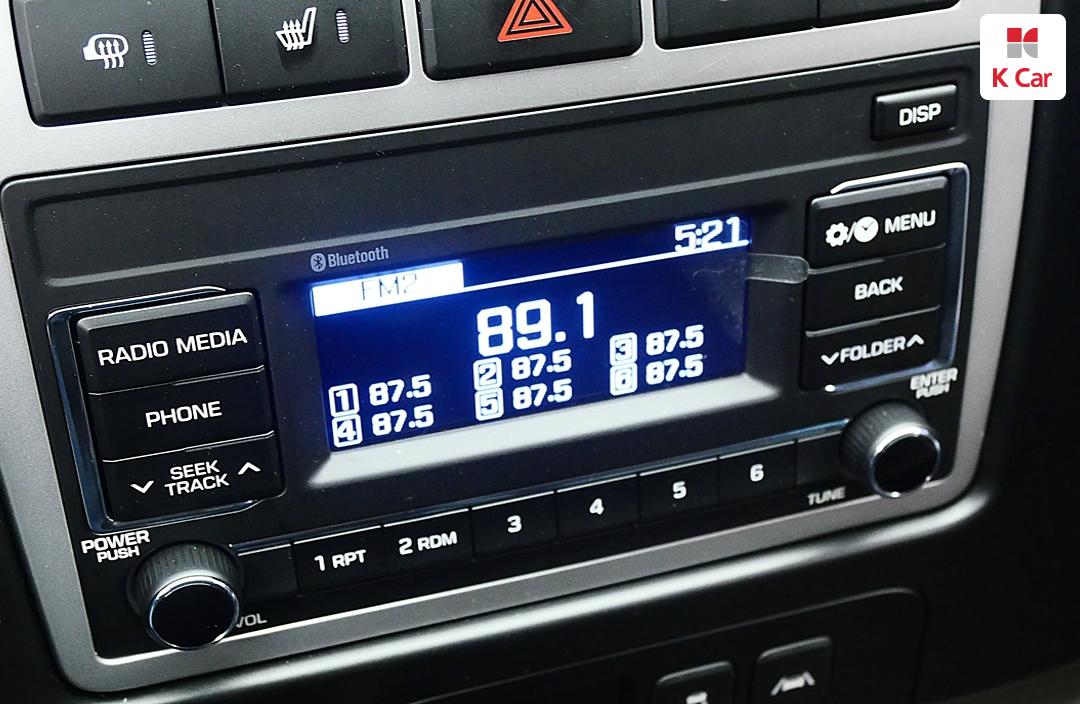 K Car
DISP
Bluetooth
5:21
FM2
89.1
1 87.5 2 87.5 3 87.5
4 87.5 5 87.5 6 87.5
RADIO MEDIA
PHONE
SEEK
TRACK
MENU
BACK
FOLDER
ENTER
PUSH
POWER
PUSH
VOL
1 RPT
2 RDM
3
4
5
6
TUNE